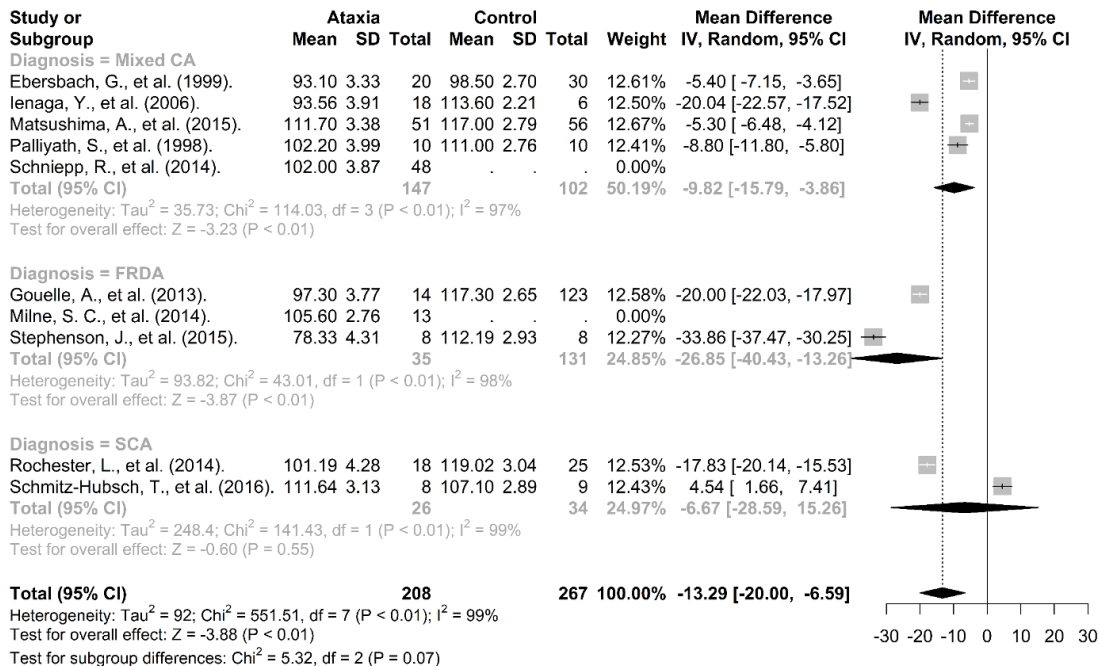 Study or Ataxia Control Mean Difference Mean Difference
Subgroup Mean SD Total Mean SD Total Weight IV, Random, 95% CI IV, Random, 95% CI
Diagnosis = Mixed CA
Ebersbach, G., et al. (1999). 93.10 3.33 20 98.50 2.70 30 12.61% -5.40 [ -7.15, -3.65]
Ienaga, Y., et al. (2006). 93.56 3.91 18 113.60 2.21 6 12.50% -20.04 [-22.57, -17.52]
Matsushima, A., et al. (2015). 111.70 3.38 51 117.00 2.79 56 12.67% -5.30 [ -6.48, -4.12]
Palliyath, S., et al. (1998). 102.20 3.99 10 111.00 2.76 10 12.41% -8.80 [-11.80, -5.80]
Schniepp, R., et al. (2014). 102.00 3.87 48 . . . 0.00%
Total (95% CI) 147 102 50.19% -9.82 [-15.79, -3.86]
Heterogeneity: Tau² = 35.73; Chi² = 114.03, df = 3 (P < 0.01); I² = 97%
Test for overall effect: Z = -3.23 (P < 0.01)
Diagnosis = FRDA
Gouelle, A., et al. (2013). 97.30 3.77 14 117.30 2.65 123 12.58% -20.00 [-22.03, -17.97]
Milne, S. C., et al. (2014). 105.60 2.76 13 . . . 0.00%
Stephenson, J., et al. (2015). 78.33 4.31 8 112.19 2.93 8 12.27% -33.86 [-37.47, -30.25]
Total (95% CI) 35 131 24.85% -26.85 [-40.43, -13.26]
Heterogeneity: Tau² = 93.82; Chi² = 43.01, df = 1 (P < 0.01); I² = 98%
Test for overall effect: Z = -3.87 (P < 0.01)
Diagnosis = SCA
Rochester, L., et al. (2014). 101.19 4.28 18 119.02 3.04 25 12.53% -17.83 [-20.14, -15.53]
Schmitz-Hubsch, T., et al. (2016). 111.64 3.13 8 107.10 2.89 9 12.43% 4.54 [ 1.66, 7.41]
Total (95% CI) 26 34 24.97% -6.67 [-28.59, 15.26]
Heterogeneity: Tau² = 248.4; Chi² = 141.43, df = 1 (P < 0.01); I² = 99%
Test for overall effect: Z = -0.60 (P = 0.55)
Total (95% CI) 208 267 100.00% -13.29 [-20.00, -6.59]
Heterogeneity: Tau² = 92; Chi² = 551.51, df = 7 (P < 0.01); I² = 99%
Test for overall effect: Z = -3.88 (P < 0.01)
-30 -20 -10 0 10 20 30
Test for subgroup differences: Chi² = 5.32, df = 2 (P = 0.07)